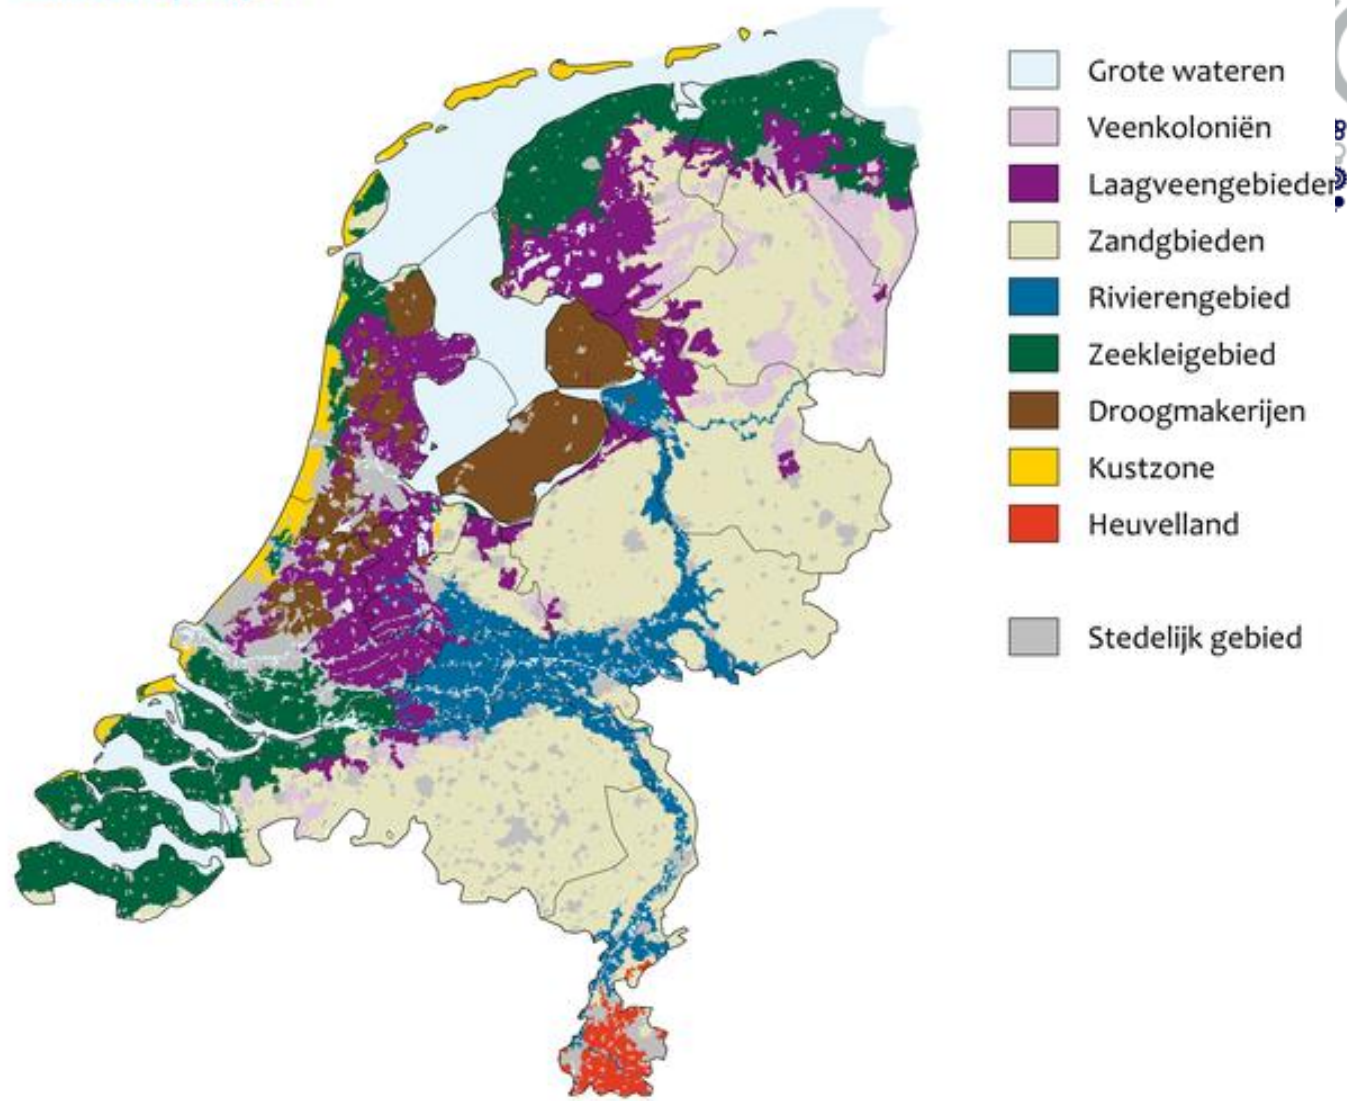 Grote wateren
Veenkoloniën
Laagveengebieden
Zandgbieden
Rivierengebied
Zeekleigebied
Droogmakerijen
Kustzone
Heuvelland
Stedelijk gebied